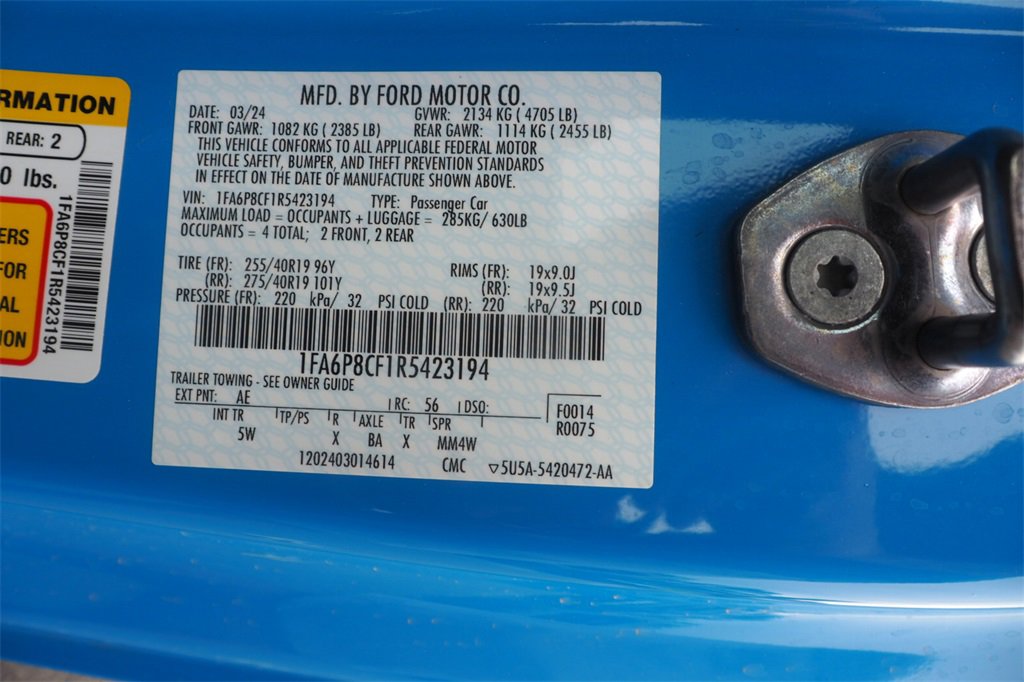 RMATION
REAR: 2
0 lbs.
ERS
FOR
AL
ION
1FA6P8CF1R5423194
MFD. BY FORD MOTOR CO.
DATE: 03/24 GVWR: 2134 KG ( 4705 LB)
FRONT GAWR: 1082 KG ( 2385 LB) REAR GAWR: 1114 KG ( 2455 LB)
THIS VEHICLE CONFORMS TO ALL APPLICABLE FEDERAL MOTOR
VEHICLE SAFETY, BUMPER, AND THEFT PREVENTION STANDARDS
IN EFFECT ON THE DATE OF MANUFACTURE SHOWN ABOVE.
VIN: 1FA6P8CF1R5423194 TYPE: Passenger Car
MAXIMUM LOAD = OCCUPANTS + LUGGAGE = 285KG/ 630LB
OCCUPANTS = 4 TOTAL; 2 FRONT, 2 REAR
TIRE (FR): 255/40R19 96Y RIMS (FR): 19x9.0J
(RR): 275/40R19 101Y (RR): 19x9.5J
PRESSURE (FR): 220 kPa/ 32 PSI COLD (RR): 220 kPa/ 32 PSI COLD
1FA6P8CF1R5423194
TRAILER TOWING - SEE OWNER GUIDE
EXT PNT: AE RC: 56 DSO: F0014
INT TR TP/PS R AXLE TR SPR R0075
5W X BA X MM4W
1202403014614 CMC ▽5U5A-5420472-AA